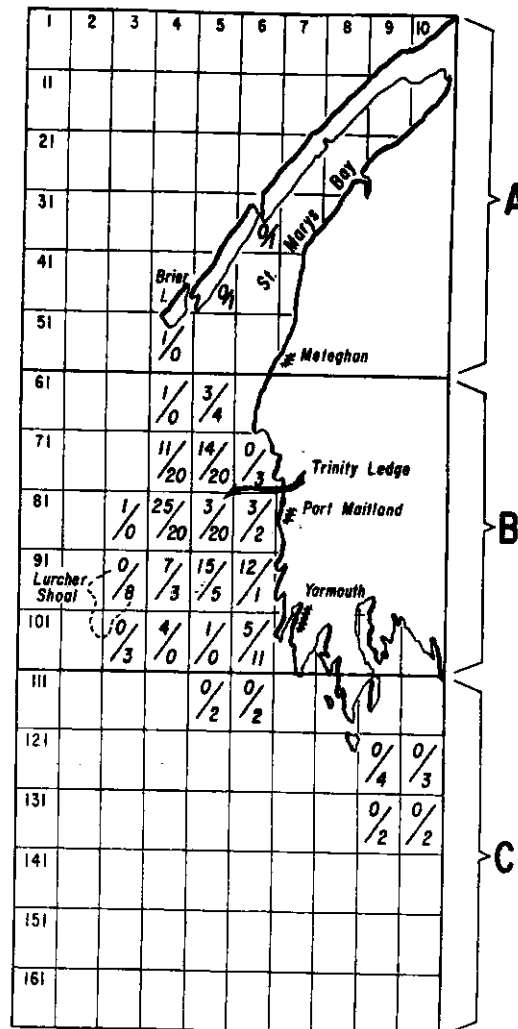 1 2 3 4 5 6 7 8 9 10
11
21
31
0/1
St. Marys Bay
A
41
Brier I.
0/1
51
1/0
Meteghan
61
1/0 3/4
71
11/20 14/20 0/3
Trinity Ledge
81
1/0 25/20 3/20 3/2
Port Maitland
B
91
0/8 7/3 15/5 12/1
Lurcher Shoal
Yarmouth
101
0/3 4/0 1/0 5/11
111
0/2 0/2
121
0/4 0/3
131
0/2 0/2
141
C
151
161